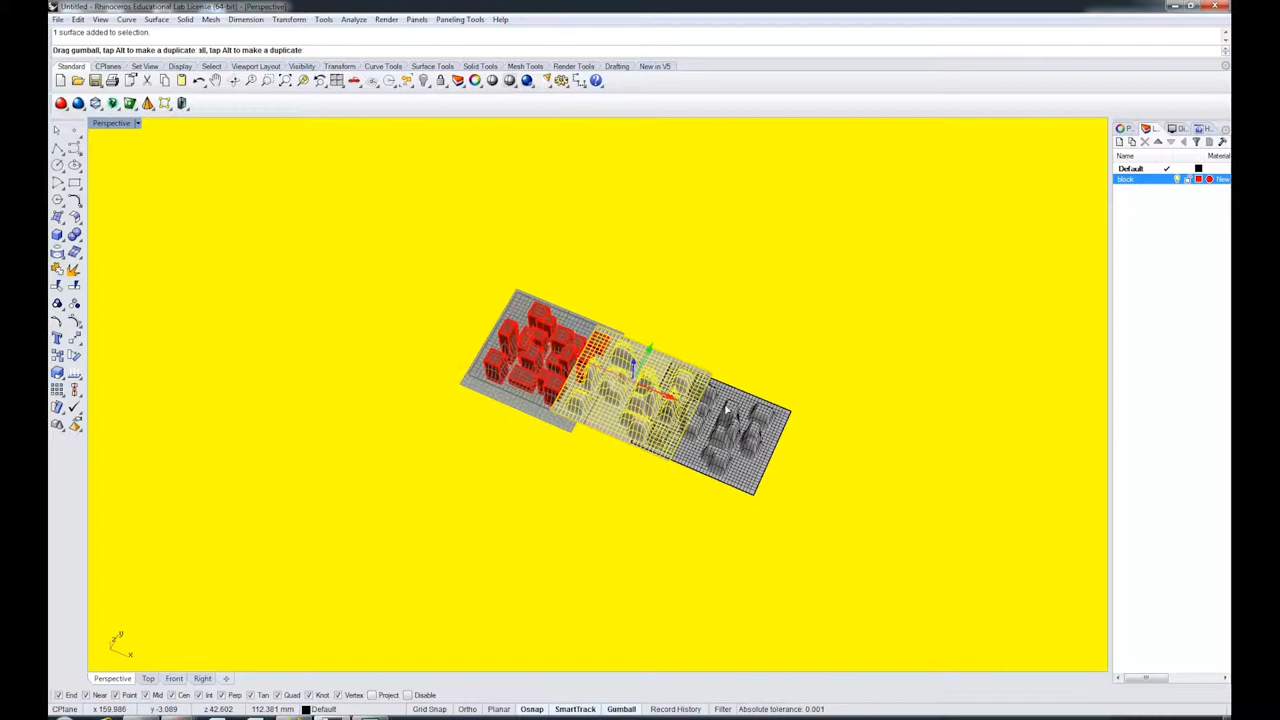 Untitled - Rhinoceros Educational Lab License (64-bit) - [Perspective]
File Edit View Curve Surface Solid Mesh Dimension Transform Tools Analyze Render Panels Paneling Tools Help
1 surface added to selection.
Drag gumball, tap Alt to make a duplicate all, tap Alt to make a duplicate
Standard CPlanes Set View Display Select Viewport Layout Visibility Transform Curve Tools Surface Tools Solid Tools Mesh Tools Render Tools Drafting New in V5
Perspective
P... L... Di... H...
Name Material
Default
block New
z y
x
Perspective Top Front Right
End Near Point Mid Cen Int Perp Tan Quad Knot Vertex Project Disable
CPlane x 159.986 y -3.089 z 42.602 112.381 mm Default Grid Snap Ortho Planar Osnap SmartTrack Gumball Record History Filter Absolute tolerance: 0.001